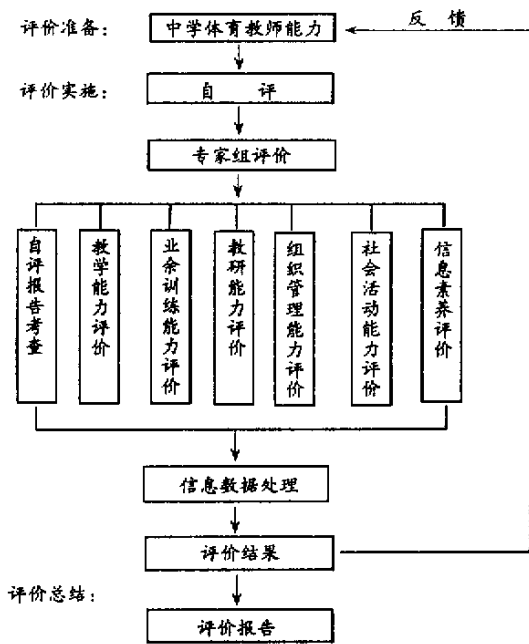 评价准备：
中学体育教师能力
反 馈
评价实施：
自 评
专家组评价
自评报告考查
教学能力评价
业余训练能力评价
教研能力评价
组织管理能力评价
社会活动能力评价
信息素养评价
信息数据处理
评价结果
评价总结：
评价报告